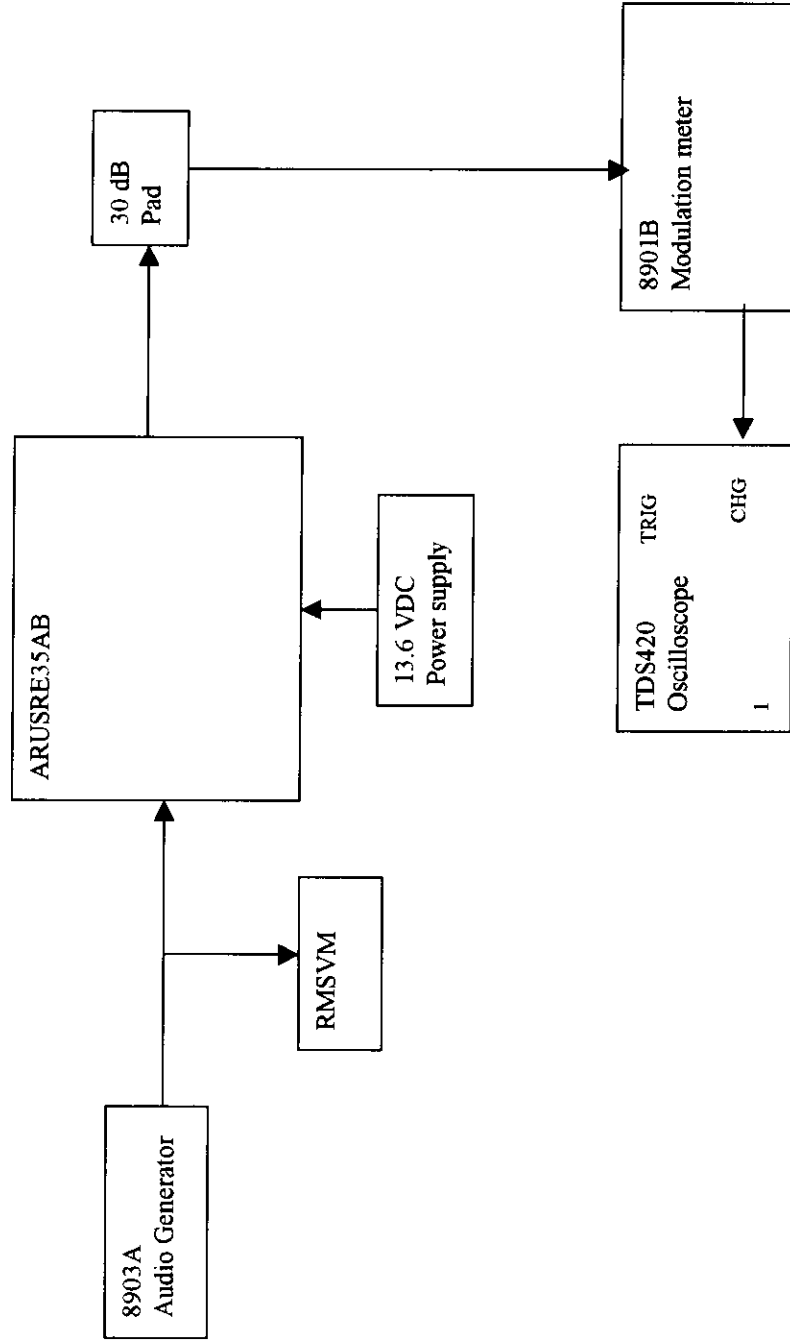 8903A
Audio Generator
RMSVM
ARUSRE35AB
13.6 VDC
Power supply
30 dB
Pad
8901B
Modulation meter
TDS420
Oscilloscope
TRIG
CHG
1